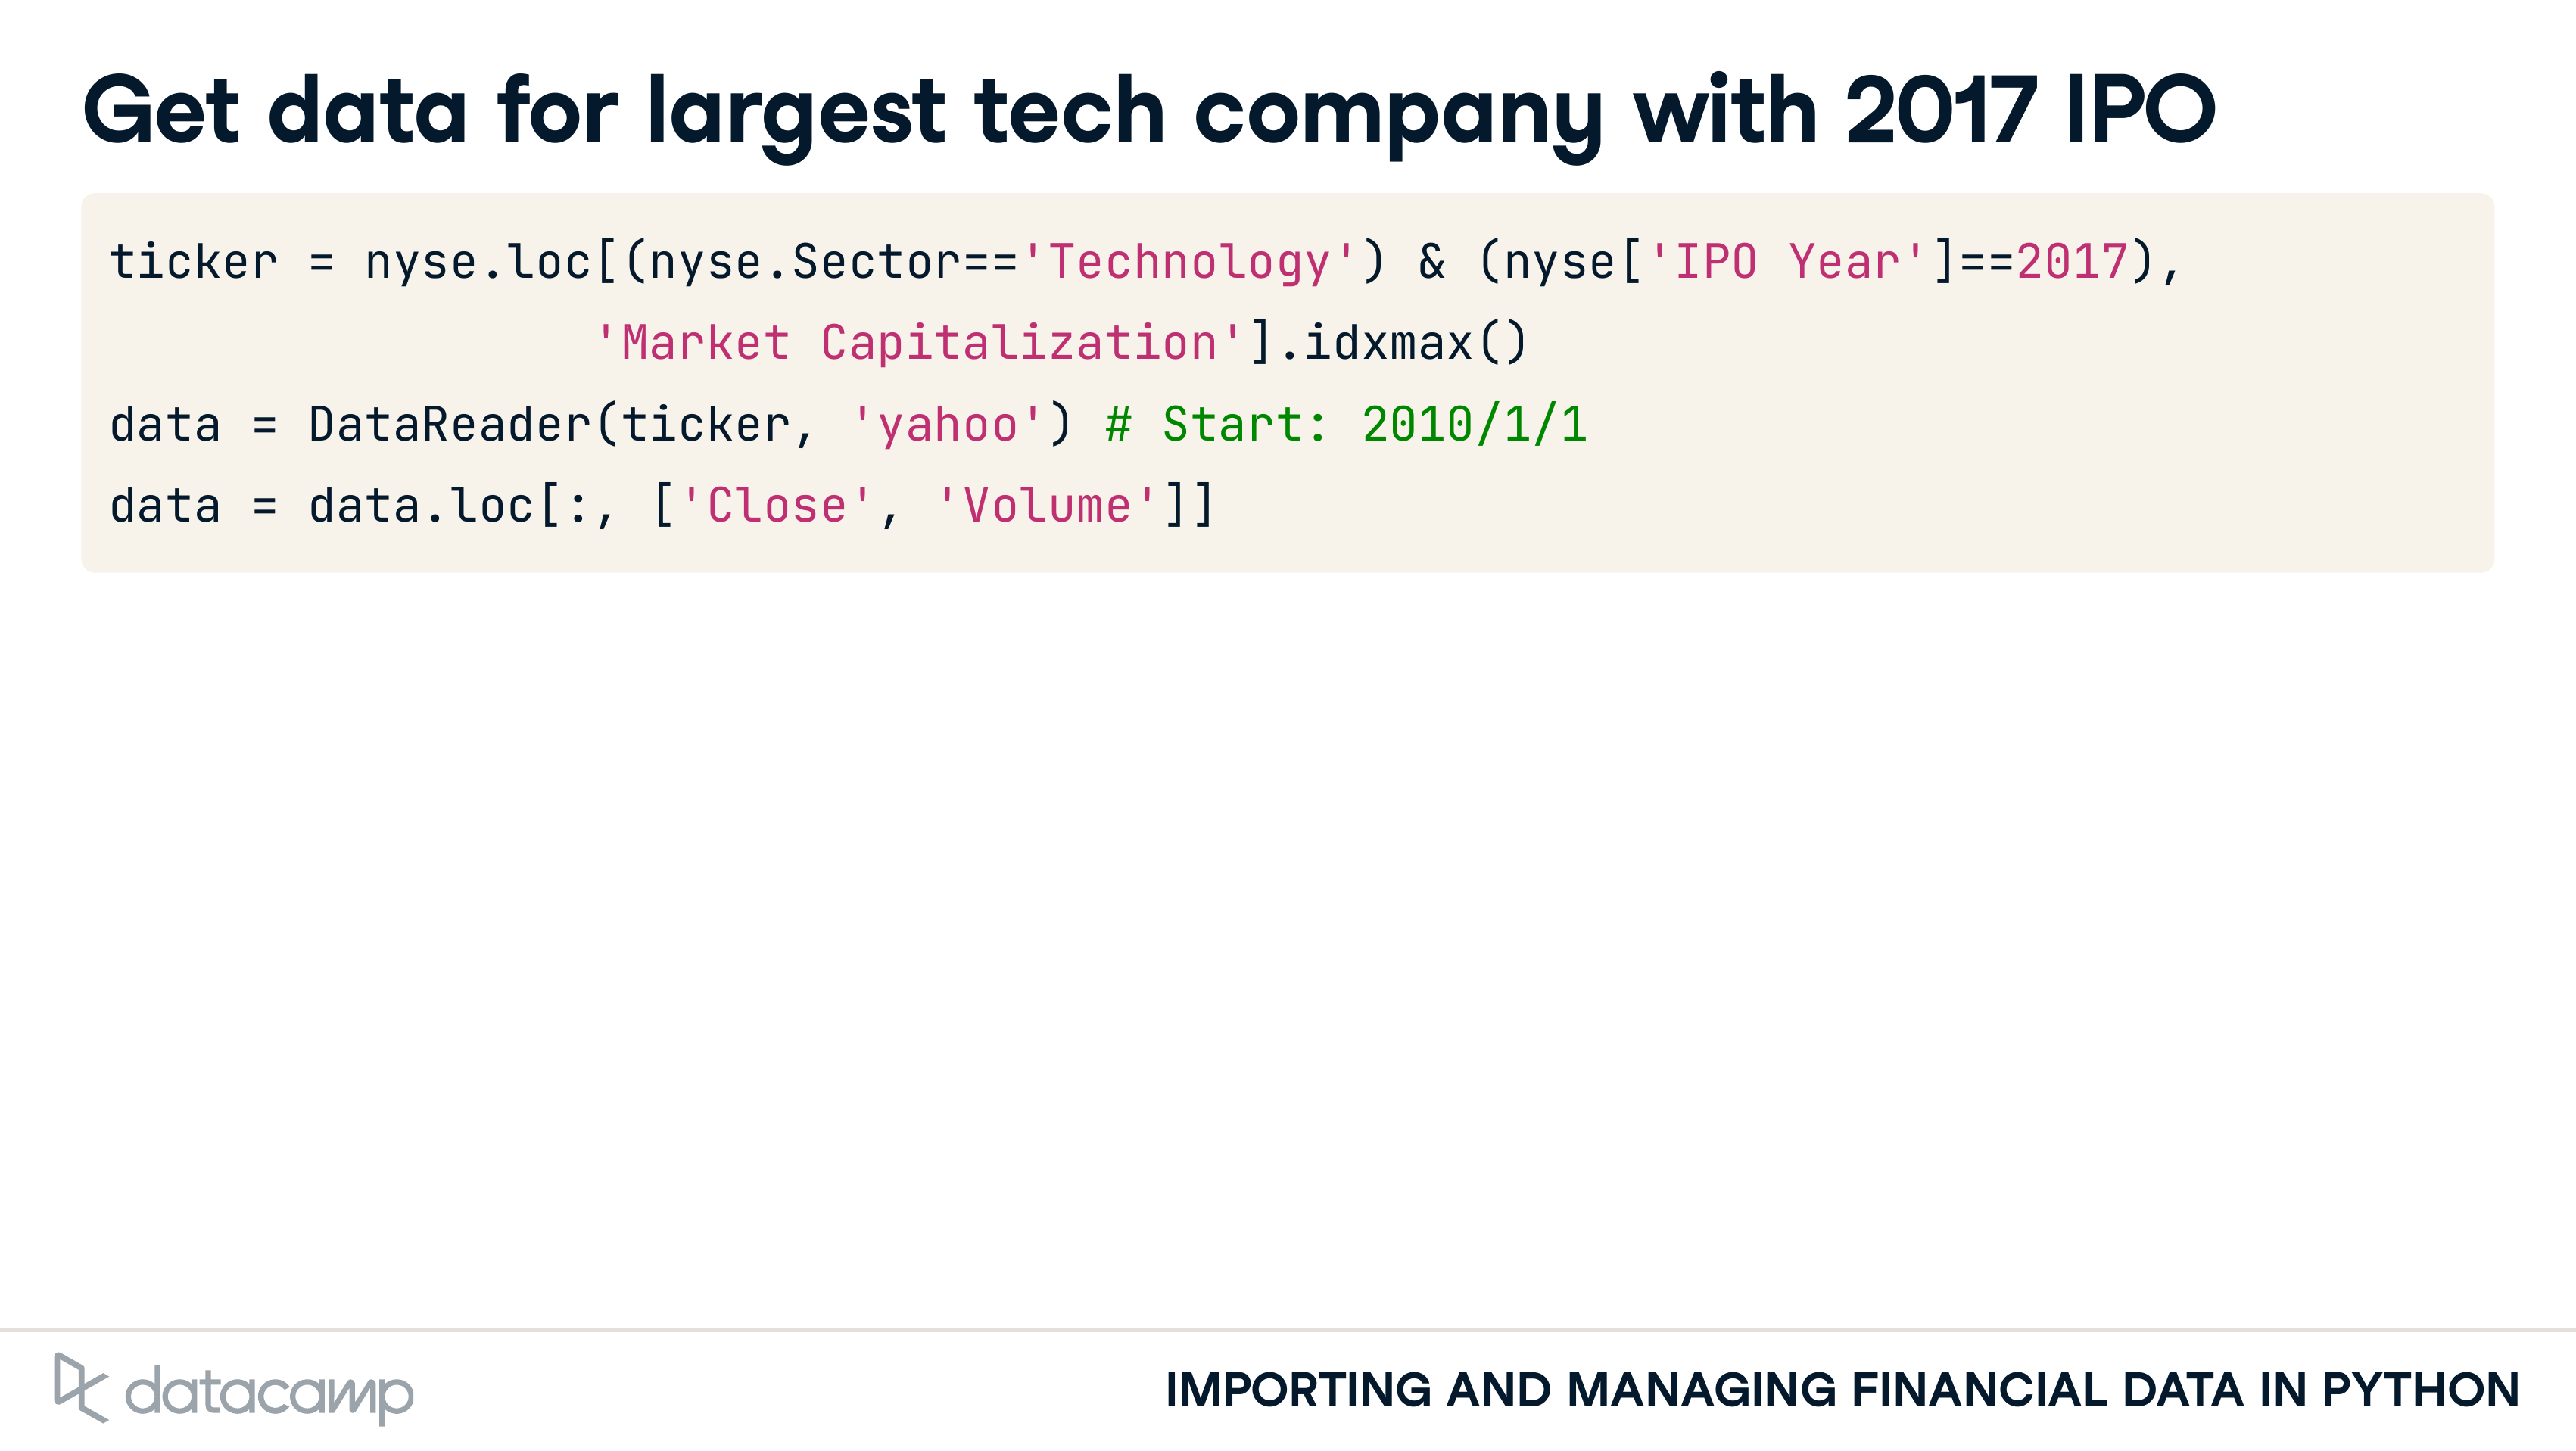 Get data for largest tech company with 2017 IPO
ticker = nyse.loc[(nyse.Sector=='Technology') & (nyse['IPO Year']==2017),
'Market Capitalization'].idxmax()
data = DataReader(ticker, 'yahoo') # Start: 2010/1/1
data = data.loc[:, ['Close', 'Volume']]
datacamp
IMPORTING AND MANAGING FINANCIAL DATA IN PYTHON